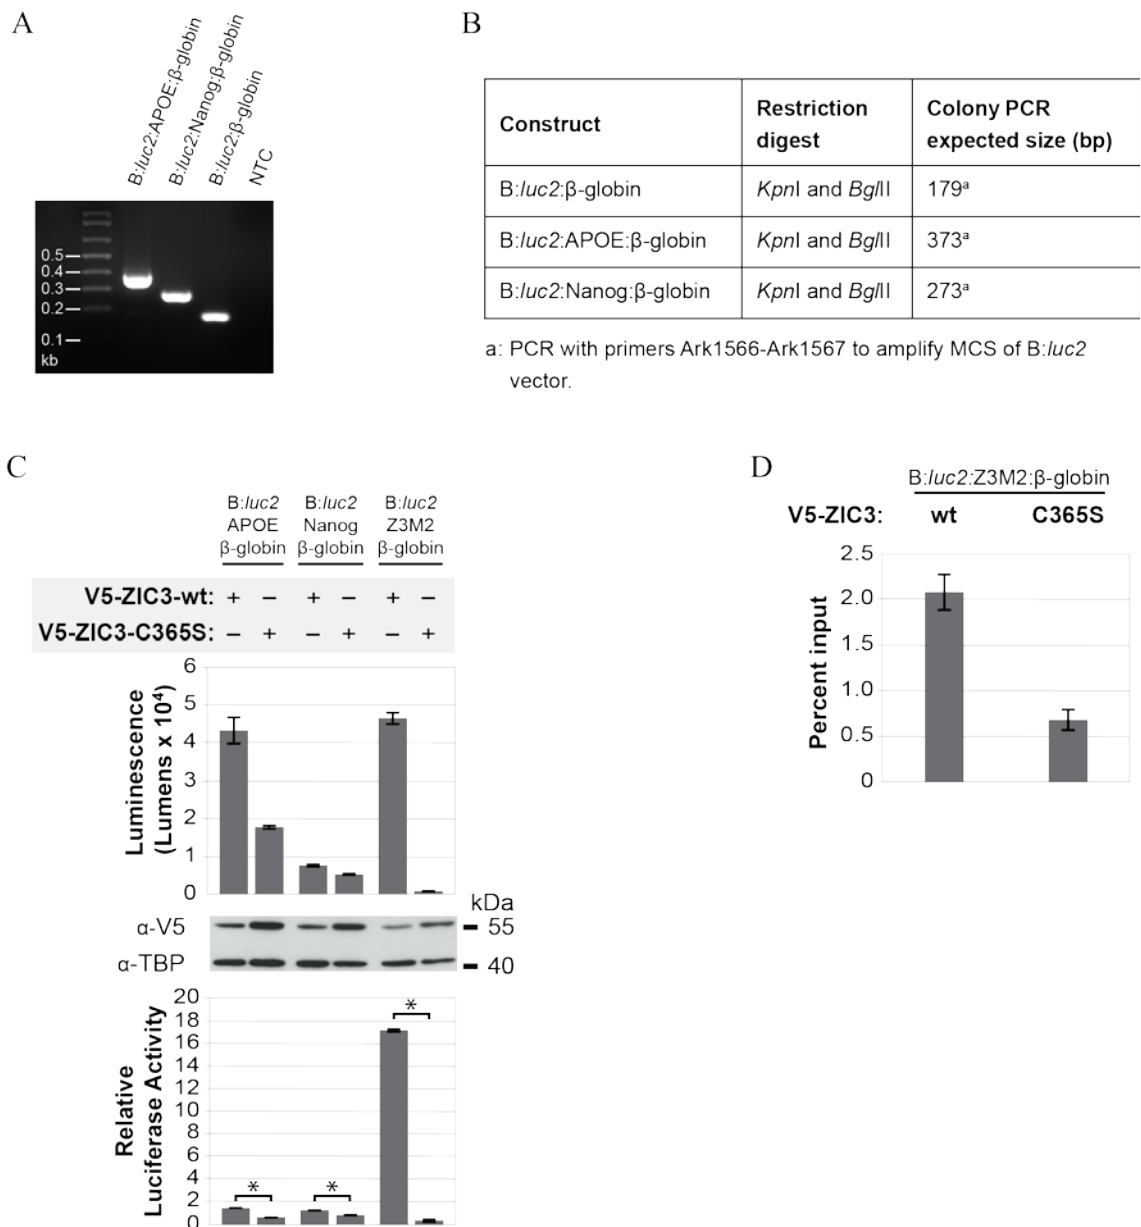 A
B:luc2:APOE:β-globin
B:luc2:Nanog:β-globin
B:luc2:β-globin
NTC
0.5
0.4
0.3
0.2
0.1
kb
B
Construct Restriction digest Colony PCR expected size (bp)
B:luc2:β-globin KpnI and BglII 179a
B:luc2:APOE:β-globin KpnI and BglII 373a
B:luc2:Nanog:β-globin KpnI and BglII 273a
a: PCR with primers Ark1566-Ark1567 to amplify MCS of B:luc2
vector.
C
B:luc2 B:luc2 B:luc2
APOE Nanog Z3M2
β-globin β-globin β-globin
V5-ZIC3-wt: + – + – + –
V5-ZIC3-C365S: – + – + – +
Luminescence
(Lumens x 10⁴)
6
5
4
3
2
1
0
kDa
α-V5 55
α-TBP 40
Relative
Luciferase Activity
20
18
16
14
12
10
8
6
4
2
0
* * *
D
B:luc2:Z3M2:β-globin
V5-ZIC3: wt C365S
Percent input
2.5
2.0
1.5
1.0
0.5
0